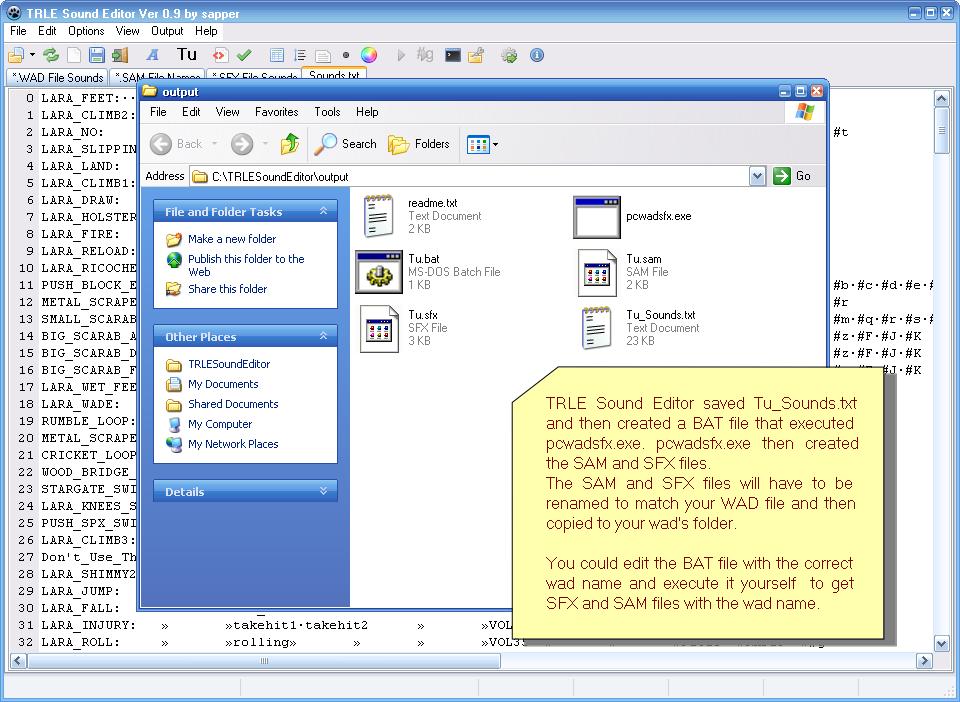 TRLE Sound Editor Ver 0.9 by sapper
File Edit Options View Output Help
Tu
*.WAD File Sounds *.SAM File Names *.SFX File Sounds Sounds.txt
output
File Edit View Favorites Tools Help
Back Search Folders
Address C:\TRLESoundEditor\output Go
File and Folder Tasks
Make a new folder
Publish this folder to the
Web
Share this folder
Other Places
TRLESoundEditor
My Documents
Shared Documents
My Computer
My Network Places
Details
readme.txt
Text Document
2 KB
pcwadsfx.exe
Tu.bat
MS-DOS Batch File
1 KB
Tu.sam
SAM File
2 KB
Tu.sfx
SFX File
3 KB
Tu_Sounds.txt
Text Document
23 KB
0 LARA_FEET:··
1 LARA_CLIMB2:
2 LARA_NO: #t
3 LARA_SLIPPIN
4 LARA_LAND:
5 LARA_CLIMB1:
6 LARA_DRAW:
7 LARA_HOLSTER
8 LARA_FIRE:
9 LARA_RELOAD:
10 LARA_RICOCHE
11 PUSH_BLOCK_E #b·#c·#d·#e·#
12 METAL_SCRAPE #r
13 SMALL_SCARAB #m·#q·#r·#s·#
14 BIG_SCARAB_A #z·#F·#J·#K
15 BIG_SCARAB_D #z·#F·#J·#K
16 BIG_SCARAB_F #J·#K
17 LARA_WET_FEE
18 LARA_WADE:
19 RUMBLE_LOOP:
20 METAL_SCRAPE
21 CRICKET_LOOP
22 WOOD_BRIDGE_
23 STARGATE_SWI
24 LARA_KNEES_S
25 PUSH_SPX_SWI
26 LARA_CLIMB3:
27 Don't_Use_Th
28 LARA_SHIMMY2
29 LARA_JUMP:
30 LARA_FALL:
31 LARA_INJURY: » »takehit1·takehit2 » »VOL
32 LARA_ROLL: » »rolling» » »VOL35
TRLE Sound Editor saved Tu_Sounds.txt
and then created a BAT file that executed
pcwadsfx.exe. pcwadsfx.exe then created
the SAM and SFX files.
The SAM and SFX files will have to be
renamed to match your WAD file and then
copied to your wad's folder.
You could edit the BAT file with the correct
wad name and execute it yourself to get
SFX and SAM files with the wad name.